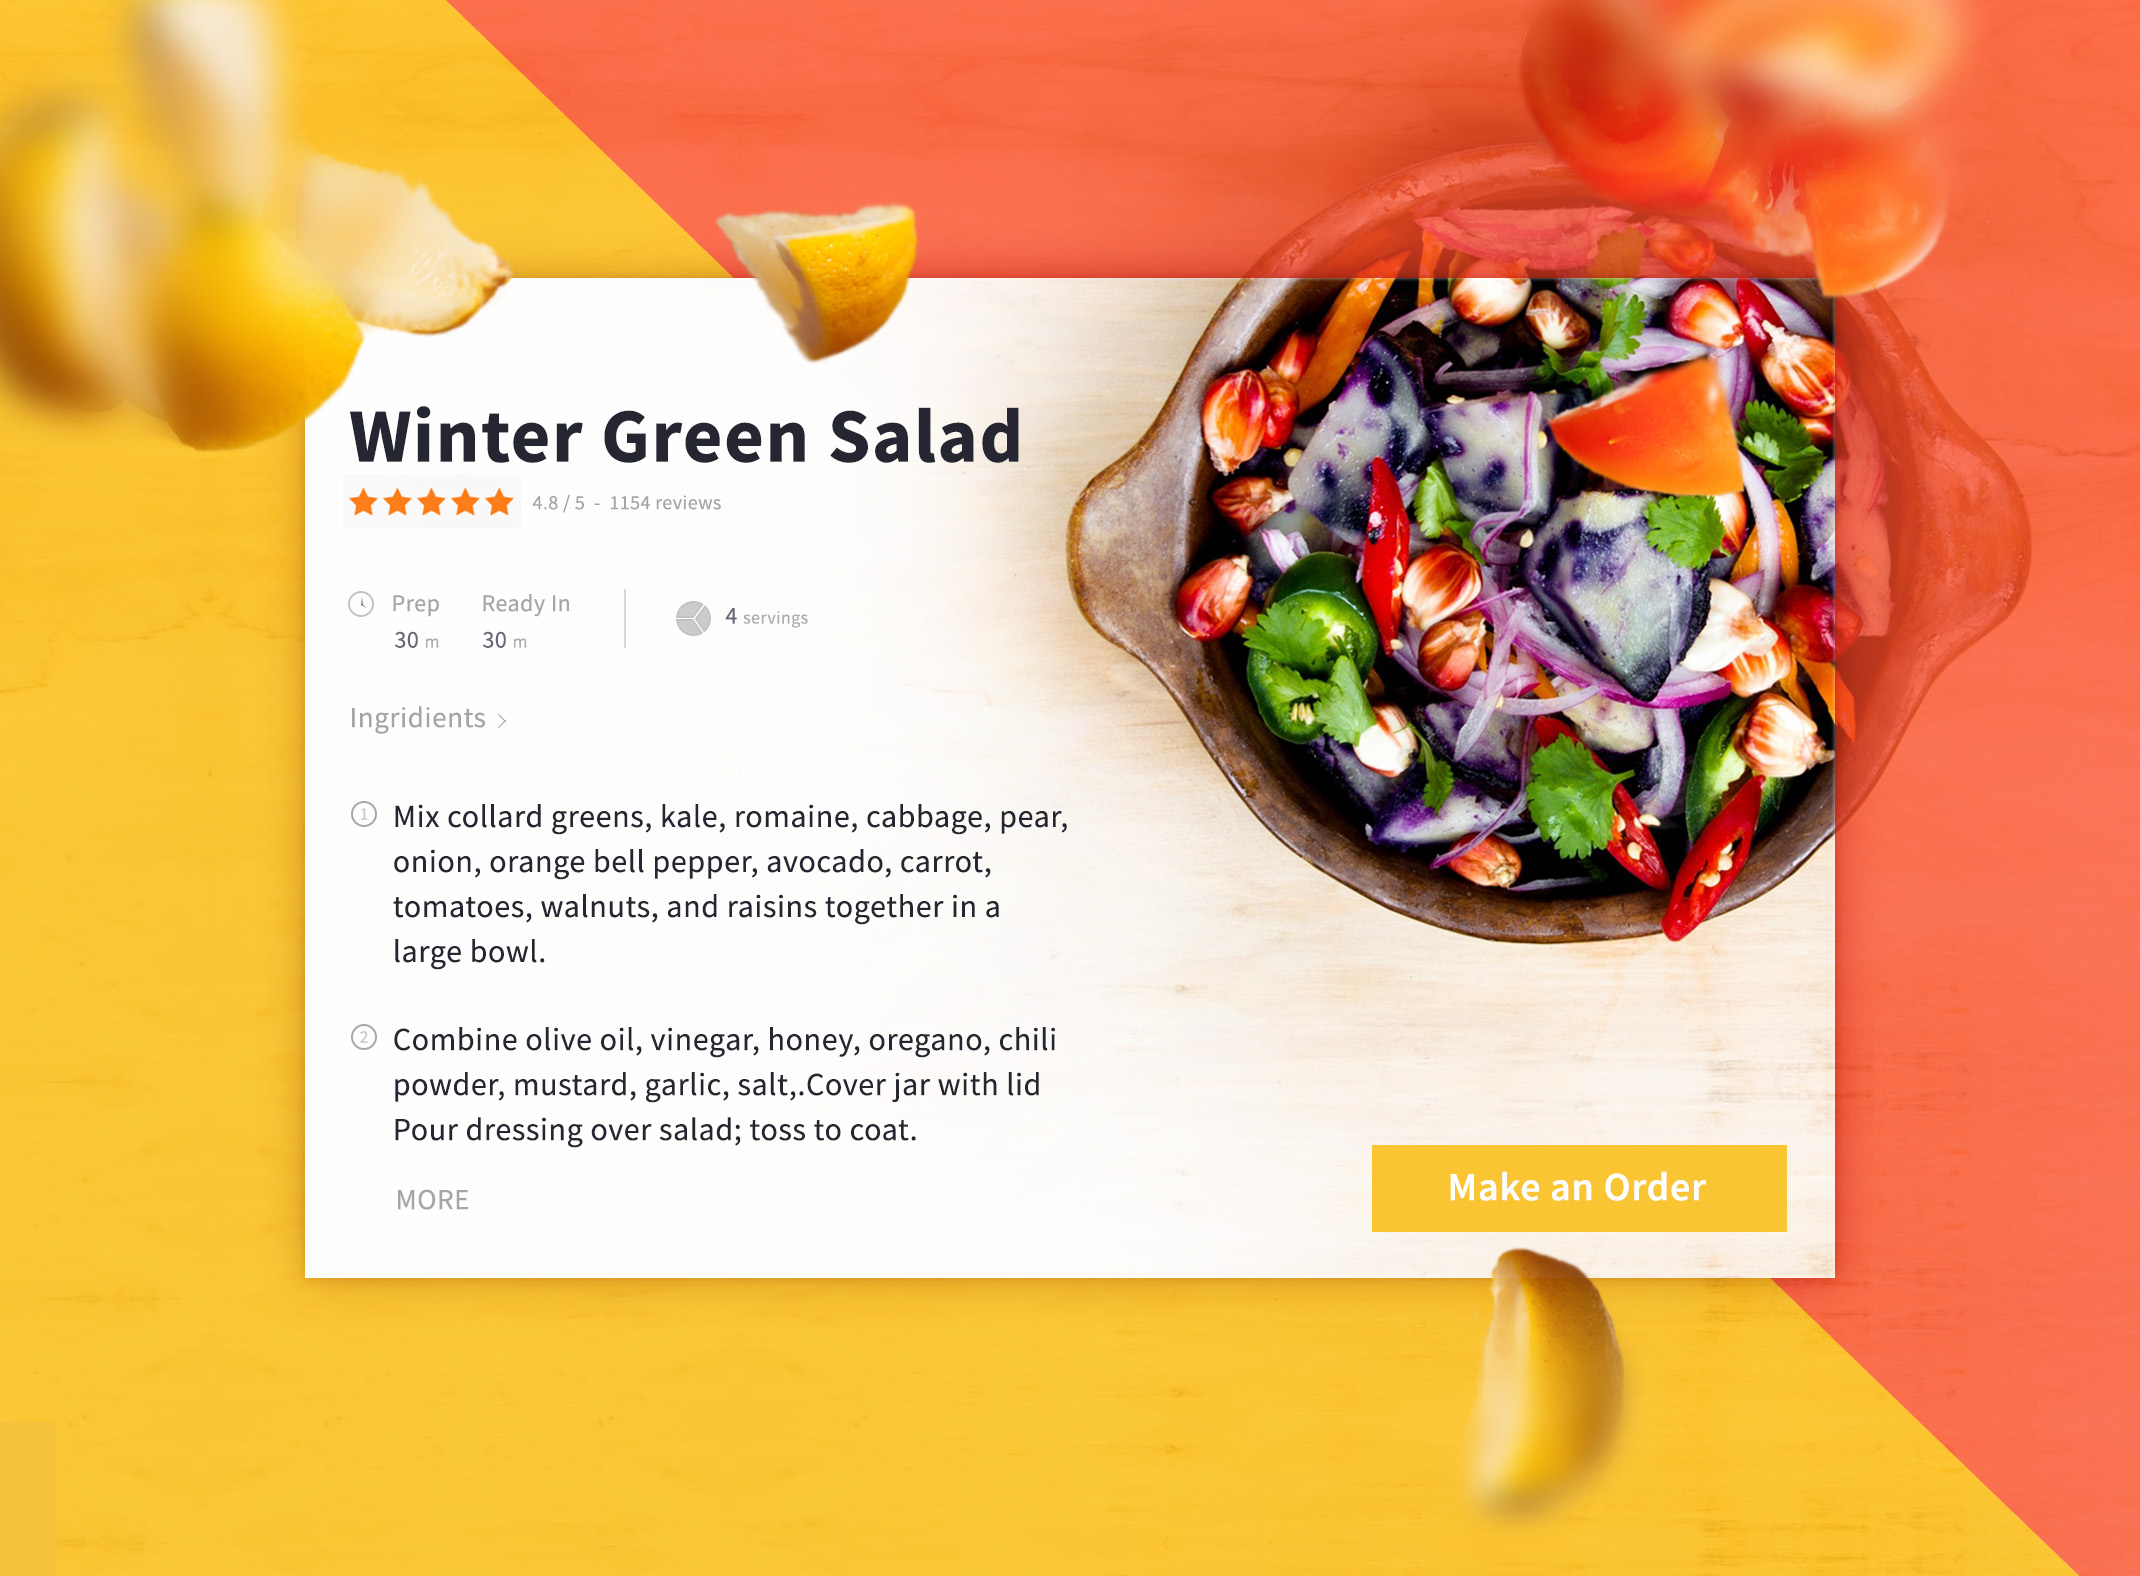 Winter Green Salad
4.8 / 5 - 1154 reviews
Prep Ready In
30 m 30 m
4 servings
Ingridients >
1 Mix collard greens, kale, romaine, cabbage, pear,
onion, orange bell pepper, avocado, carrot,
tomatoes, walnuts, and raisins together in a
large bowl.
2 Combine olive oil, vinegar, honey, oregano, chili
powder, mustard, garlic, salt,.Cover jar with lid
Pour dressing over salad; toss to coat.
MORE
Make an Order